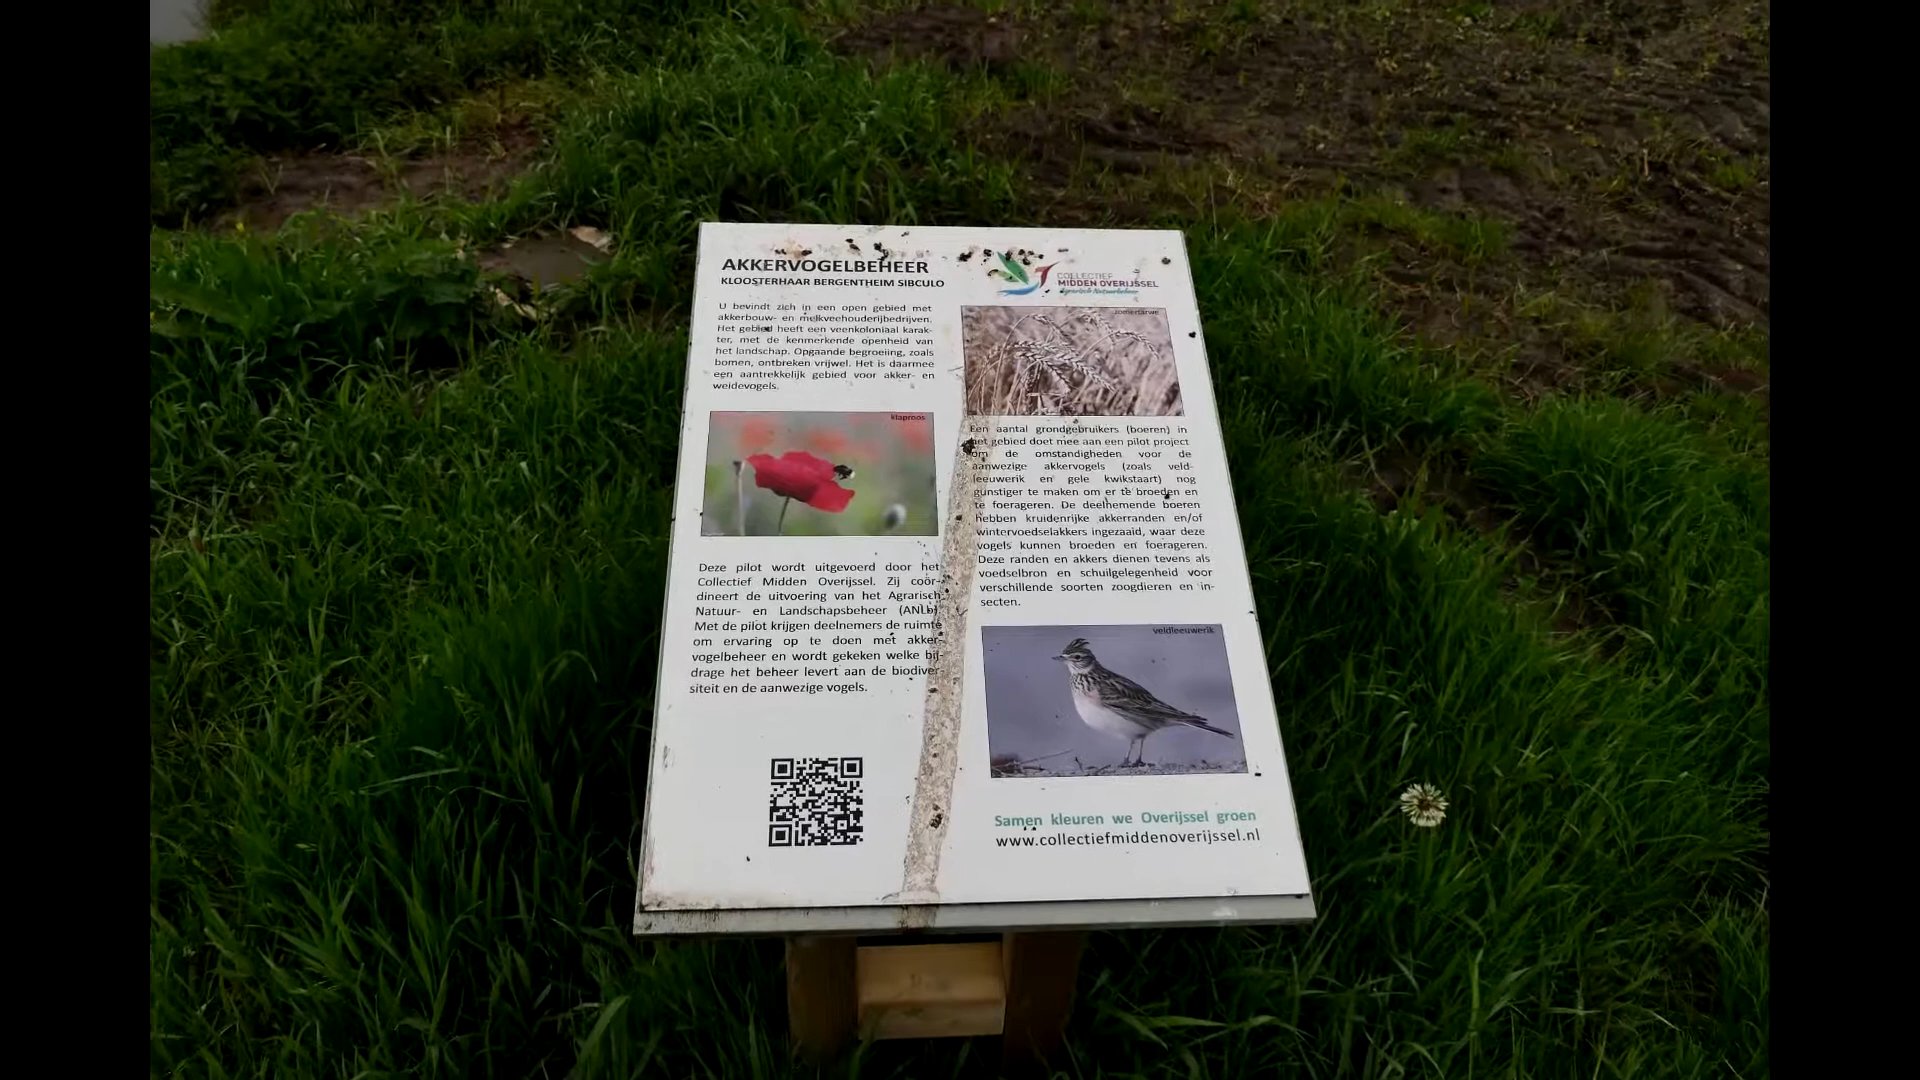 AKKERVOGELBEHEER
KLOOSTERHAAR BERGENTHEIM SIBCULO
U bevindt zich in een open gebied met
akkerbouw- en melkveehouderijbedrijven.
Het gebied heeft een veenkoloniaal karak-
ter, met de kenmerkende openheid van
het landschap. Opgaande begroeiing, zoals
bomen, ontbreken vrijwel. Het is daarmee
een aantrekkelijk gebied voor akker- en
weidevogels.
klaproos
Deze pilot wordt uitgevoerd door het
Collectief Midden Overijssel. Zij coör-
dineert de uitvoering van het Agrarisch
Natuur- en Landschapsbeheer (ANLb).
Met de pilot krijgen deelnemers de ruimte
om ervaring op te doen met akker-
vogelbeheer en wordt gekeken welke bij-
drage het beheer levert aan de biodiver-
siteit en de aanwezige vogels.
COLLECTIEF
MIDDEN OVERIJSSEL
Agrarisch Natuurbeheer
zomertarwe
Een aantal grondgebruikers (boeren) in
het gebied doet mee aan een pilot project
om de omstandigheden voor de
aanwezige akkervogels (zoals veld-
leeuwerik en gele kwikstaart) nog
gunstiger te maken om er te broeden en
te foerageren. De deelnemende boeren
hebben kruidenrijke akkerranden en/of
wintervoedselakkers ingezaaid, waar deze
vogels kunnen broeden en foerageren.
Deze randen en akkers dienen tevens als
voedselbron en schuilgelegenheid voor
verschillende soorten zoogdieren en in-
secten.
veldleeuwerik
Samen kleuren we Overijssel groen
www.collectiefmiddenoverijssel.nl